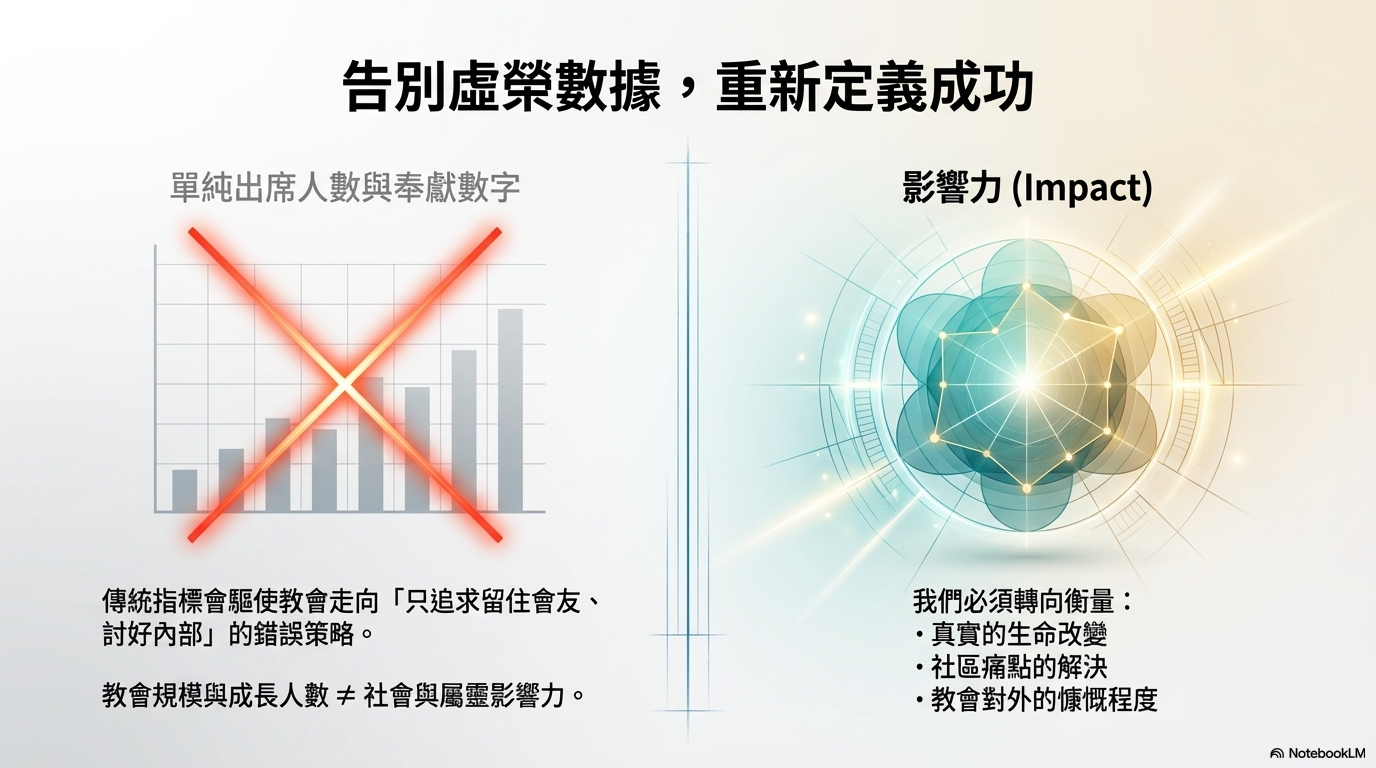 告別虛榮數據，重新定義成功
單純出席人數與奉獻數字
傳統指標會驅使教會走向「只追求留住會友、
討好內部」的錯誤策略。
教會規模與成長人數 ≠ 社會與屬靈影響力。
影響力 (Impact)
我們必須轉向衡量：
・真實的生命改變
・社區痛點的解決
・教會對外的慷慨程度
NotebookLM